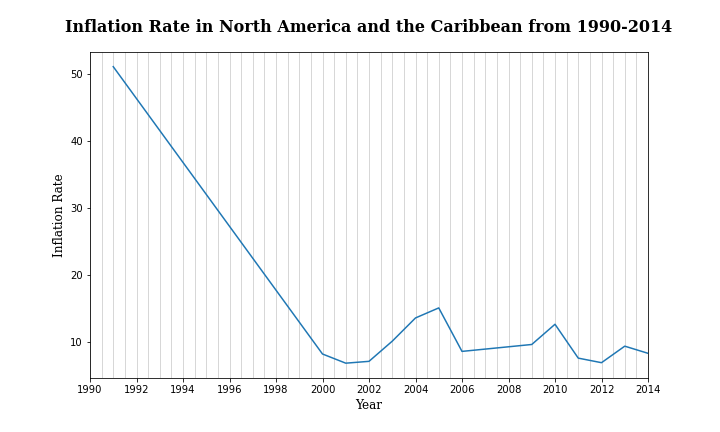 Inflation Rate in North America and the Caribbean from 1990-2014
50
40
30
20
10
Inflation Rate
1990 1992 1994 1996 1998 2000 2002 2004 2006 2008 2010 2012 2014
Year